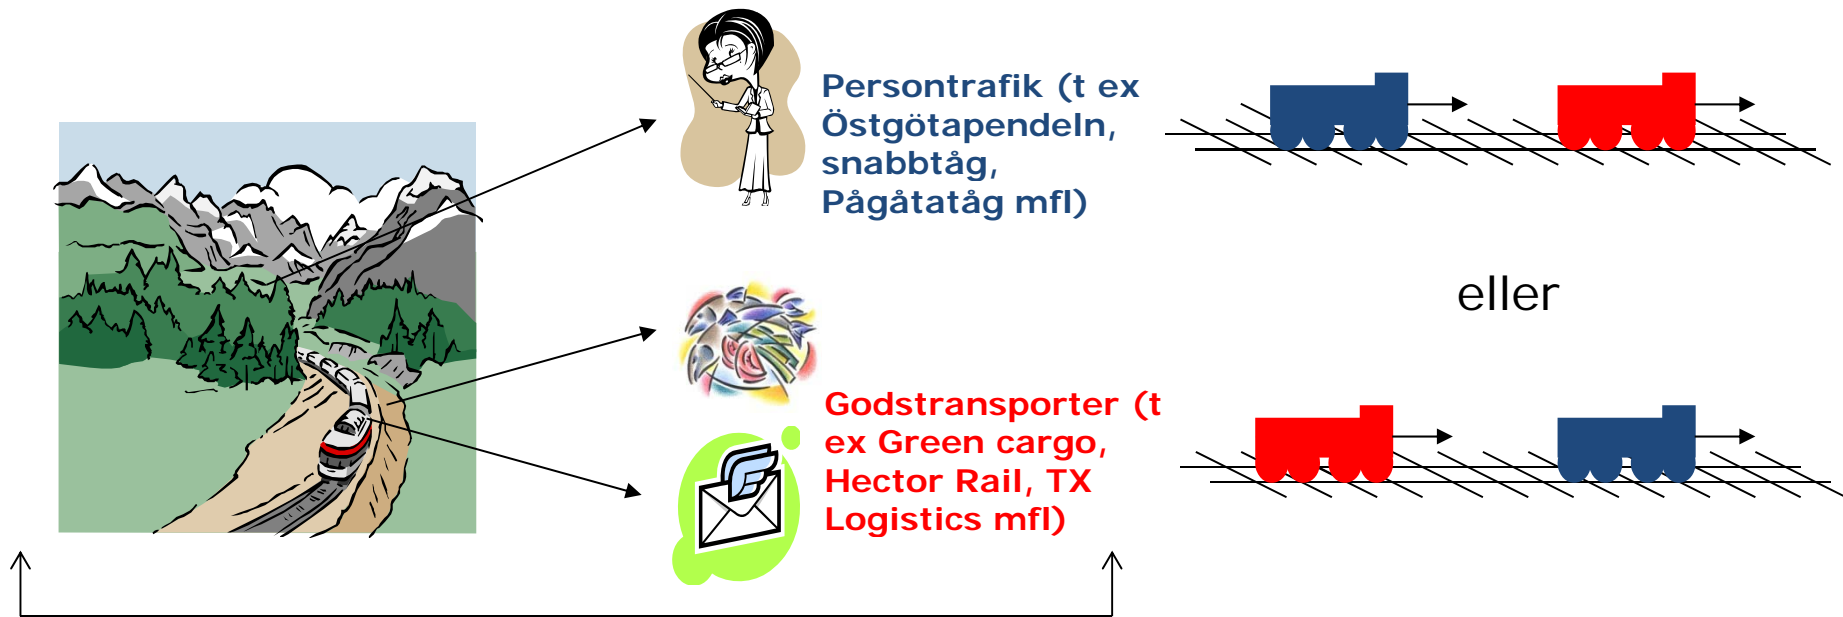 Persontrafik (t ex
Östgötapendeln,
snabbtåg,
Pågåtatåg mfl)
eller
Godstransporter (t
ex Green cargo,
Hector Rail, TX
Logistics mfl)